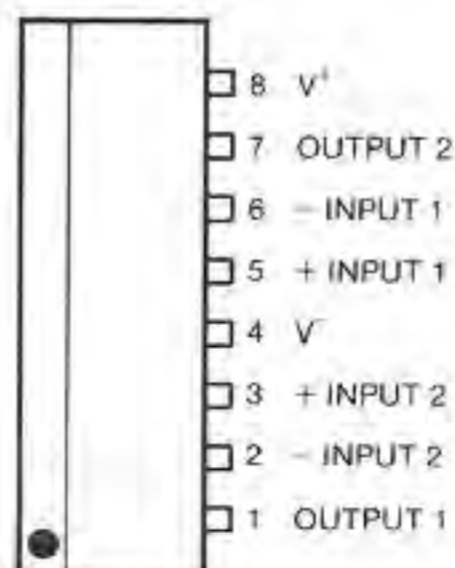 8 V⁺
7 OUTPUT 2
6 − INPUT 1
5 + INPUT 1
4 V⁻
3 + INPUT 2
2 − INPUT 2
1 OUTPUT 1